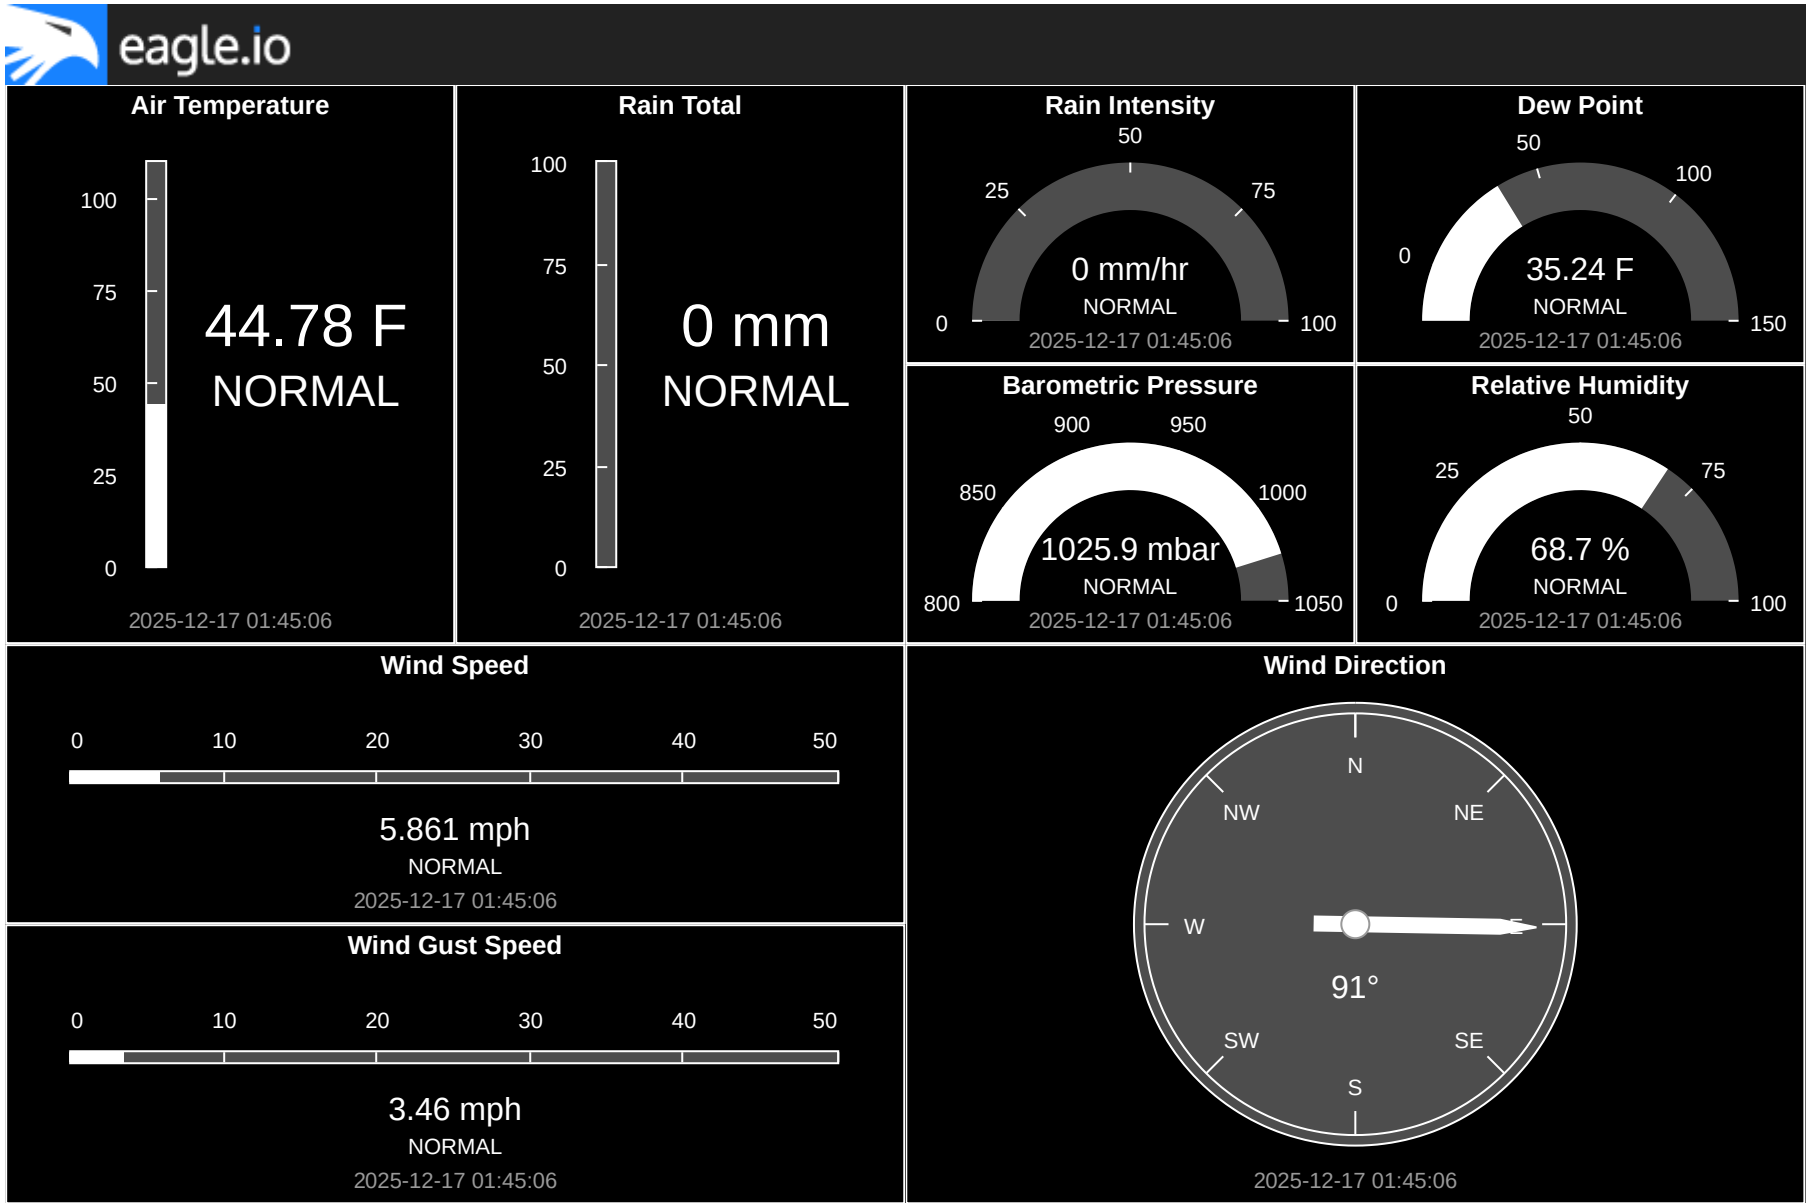 eagle.io
Air Temperature
100
75
50
25
0
44.78 F
NORMAL
2025-12-17 01:45:06
Rain Total
100
75
50
25
0
0 mm
NORMAL
2025-12-17 01:45:06
Rain Intensity
0
25
50
75
100
0 mm/hr
NORMAL
2025-12-17 01:45:06
Dew Point
0
50
100
150
35.24 F
NORMAL
2025-12-17 01:45:06
Barometric Pressure
800
850
900
950
1000
1050
1025.9 mbar
NORMAL
2025-12-17 01:45:06
Relative Humidity
0
25
50
75
100
68.7 %
NORMAL
2025-12-17 01:45:06
Wind Speed
0 10 20 30 40 50
5.861 mph
NORMAL
2025-12-17 01:45:06
Wind Gust Speed
0 10 20 30 40 50
3.46 mph
NORMAL
2025-12-17 01:45:06
Wind Direction
N
NW NE
W E
91°
SW SE
S
2025-12-17 01:45:06